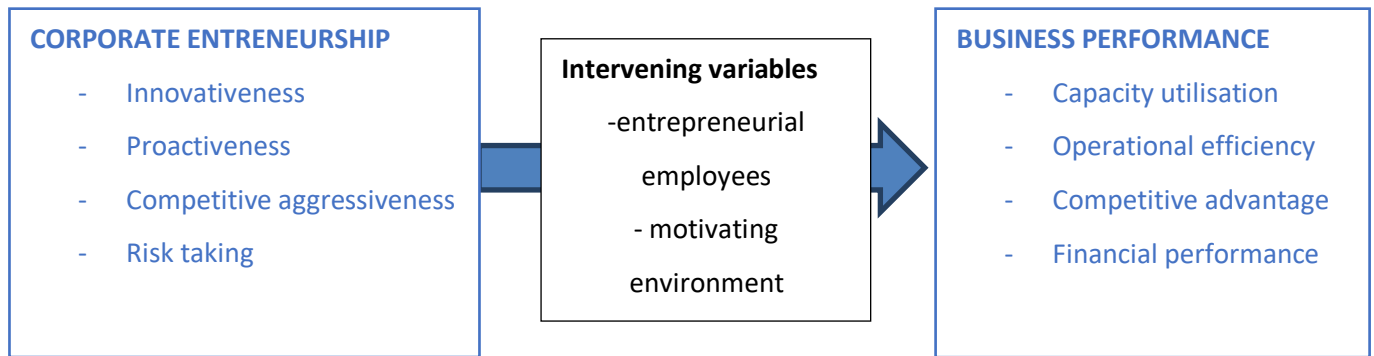 CORPORATE ENTRENEURSHIP
- Innovativeness
- Proactiveness
- Competitive aggressiveness
- Risk taking
Intervening variables
-entrepreneurial
employees
- motivating
environment
BUSINESS PERFORMANCE
- Capacity utilisation
- Operational efficiency
- Competitive advantage
- Financial performance